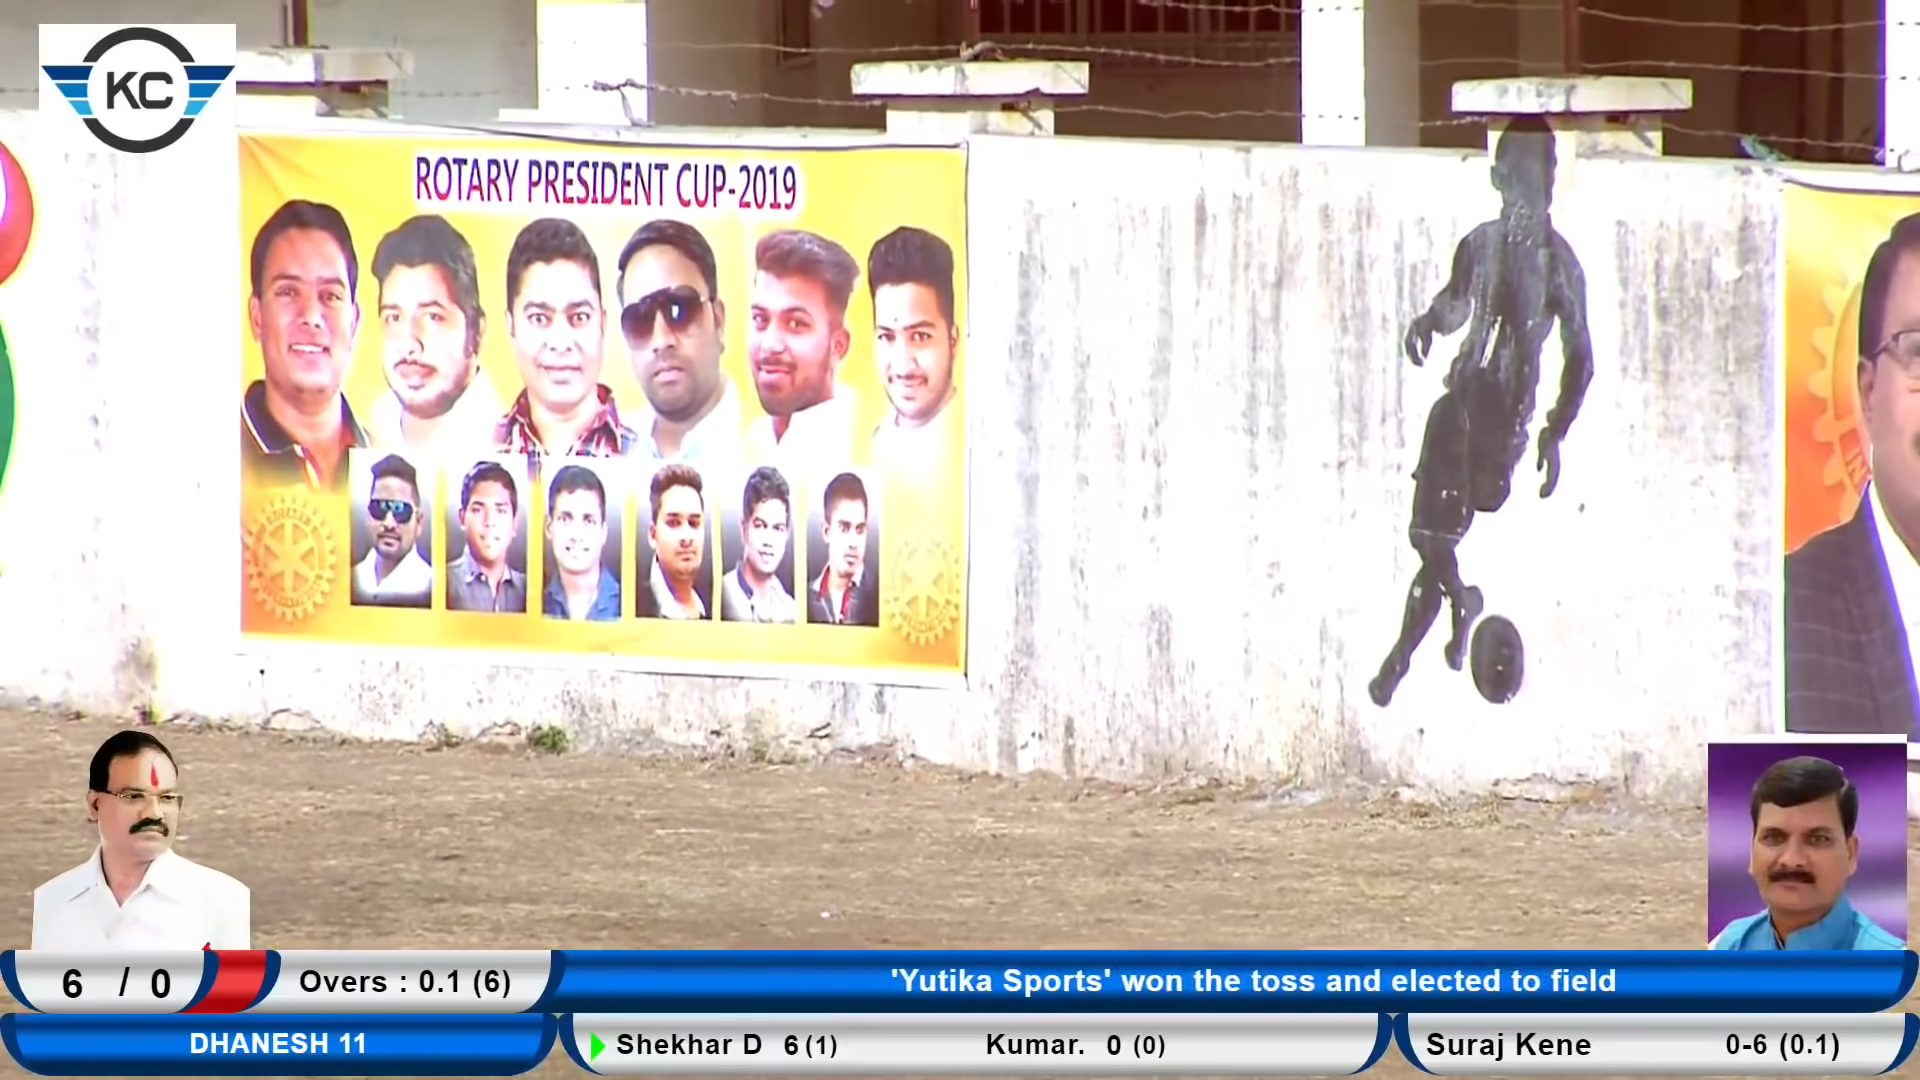 KC
ROTARY PRESIDENT CUP-2019
6 / 0
Overs : 0.1 (6)
'Yutika Sports' won the toss and elected to field
DHANESH 11
Shekhar D 6 (1)
Kumar. 0 (0)
Suraj Kene 0-6 (0.1)